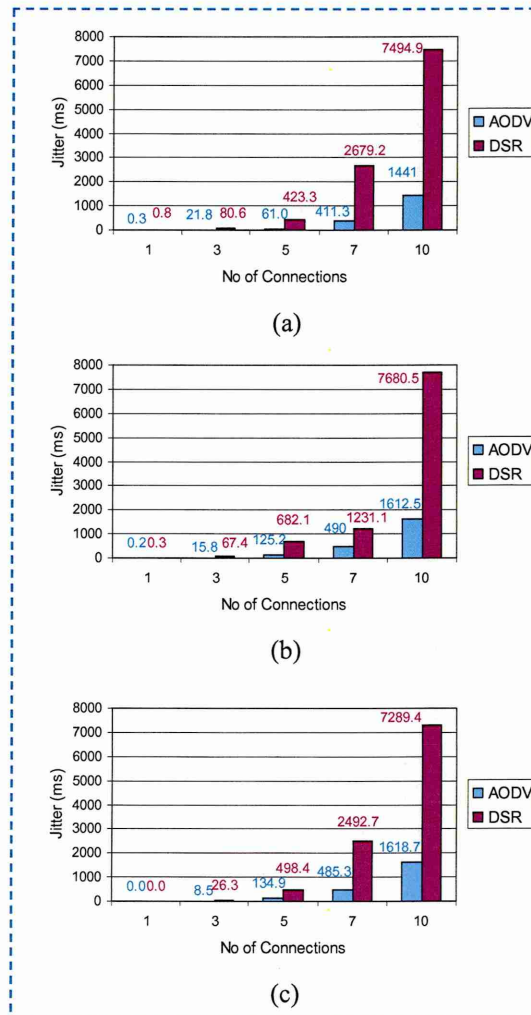 8000
7000
6000
5000
4000
3000
2000
1000
0
Jitter (ms)
0.3 0.8 21.8 80.6 61.0 423.3 411.3 2679.2 1441 7494.9
1 3 5 7 10
No of Connections
AODV
DSR
(a)
8000
7000
6000
5000
4000
3000
2000
1000
0
Jitter (ms)
0.2 0.3 15.8 67.4 125.2 682.1 490 1231.1 1612.5 7680.5
1 3 5 7 10
No of Connections
AODV
DSR
(b)
8000
7000
6000
5000
4000
3000
2000
1000
0
Jitter (ms)
0.0 0.0 8.5 26.3 134.9 498.4 485.3 2492.7 1618.7 7289.4
1 3 5 7 10
No of Connections
AODV
DSR
(c)